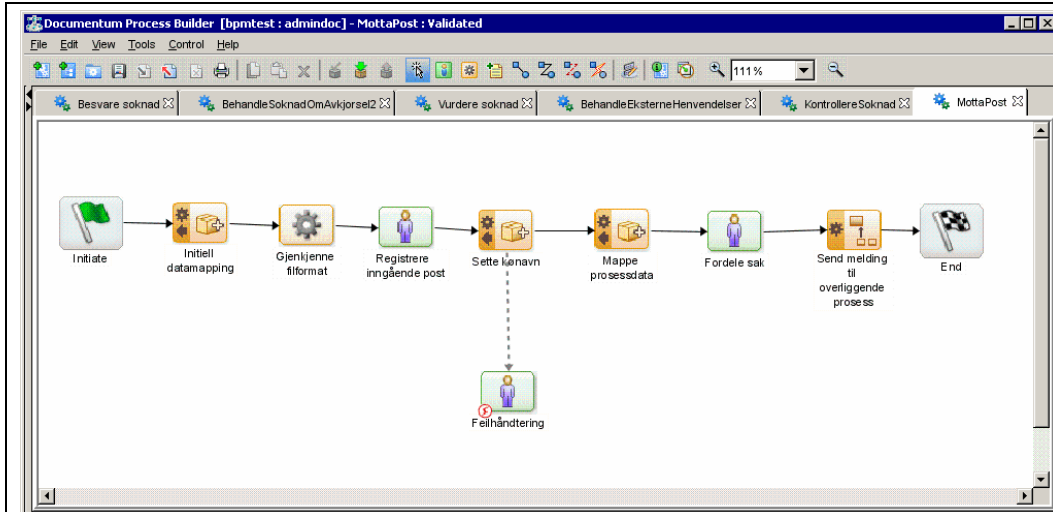 Documentum Process Builder [bpmtest : admindoc] - MottaPost : Validated
File Edit View Tools Control Help
111%
Besvare soknad
BehandleSoknadOmAvkjorsel2
Vurdere soknad
BehandleEksterneHenvendelser
KontrollereSoknad
MottaPost
Initiate
Initiell
datamapping
Gjenkjenne
filformat
Registrere
inngående post
Sette kønavn
Mappe
prosessdata
Fordele sak
Send melding
til
overliggende
prosess
End
Feilhåndtering